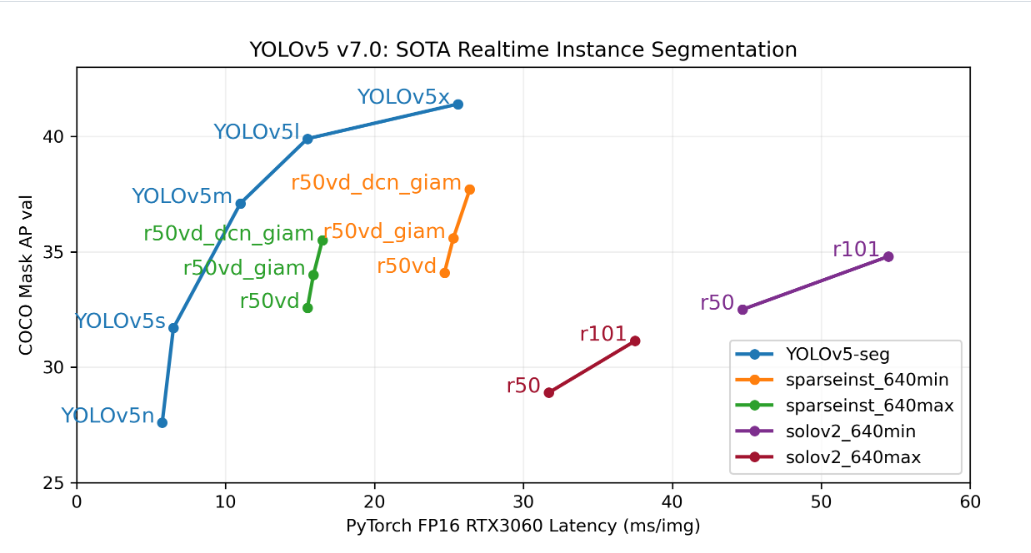 YOLOv5 v7.0: SOTA Realtime Instance Segmentation
COCO Mask AP val
40
35
30
25
YOLOv5x
YOLOv5l
YOLOv5m
YOLOv5s
YOLOv5n
r50vd_dcn_giam
r50vd_giam
r50vd
r50vd_dcn_giam
r50vd_giam
r50vd
r101
r50
r101
r50
YOLOv5-seg
sparseinst_640min
sparseinst_640max
solov2_640min
solov2_640max
0
10
20
30
40
50
60
PyTorch FP16 RTX3060 Latency (ms/img)